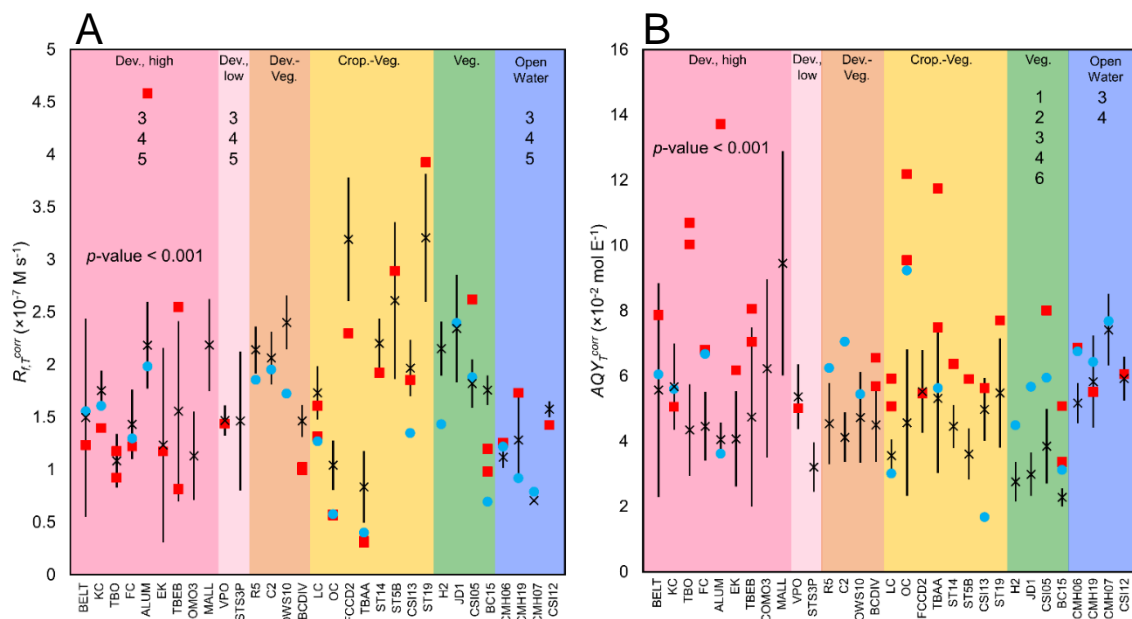 A
Dev., high
Dev.,
low
Dev.-
Veg.
Crop.-Veg.
Veg.
Open
Water
3
4
5
3
4
5
3
4
5
p-value < 0.001
R_f,T^corr (×10⁻⁷ M s⁻¹)
5
4.5
4
3.5
3
2.5
2
1.5
1
0.5
0
BELT
KC
TBO
FC
ALUM
EK
TBEB
OMO3
MALL
VPO
STS3P
R5
C2
OWS10
BCDIV
LC
OC
FCCD2
TBAA
ST14
ST5B
CSI13
ST19
H2
JD1
CSI05
BC15
CMH06
CMH19
CMH07
CSI12
B
Dev., high
Dev.,
low
Dev.-
Veg.
Crop.-Veg.
Veg.
Open
Water
1
2
3
4
6
3
4
p-value < 0.001
AQY_T^corr (×10⁻² mol E⁻¹)
16
14
12
10
8
6
4
2
0
BELT
KC
TBO
FC
ALUM
EK
TBEB
COMO3
MALL
VPO
STS3P
R5
C2
OWS10
BCDIV
LC
OC
FCCD2
TBAA
ST14
ST5B
CSI13
ST19
H2
JD1
CSI05
BC15
CMH06
CMH19
CMH07
CSI12